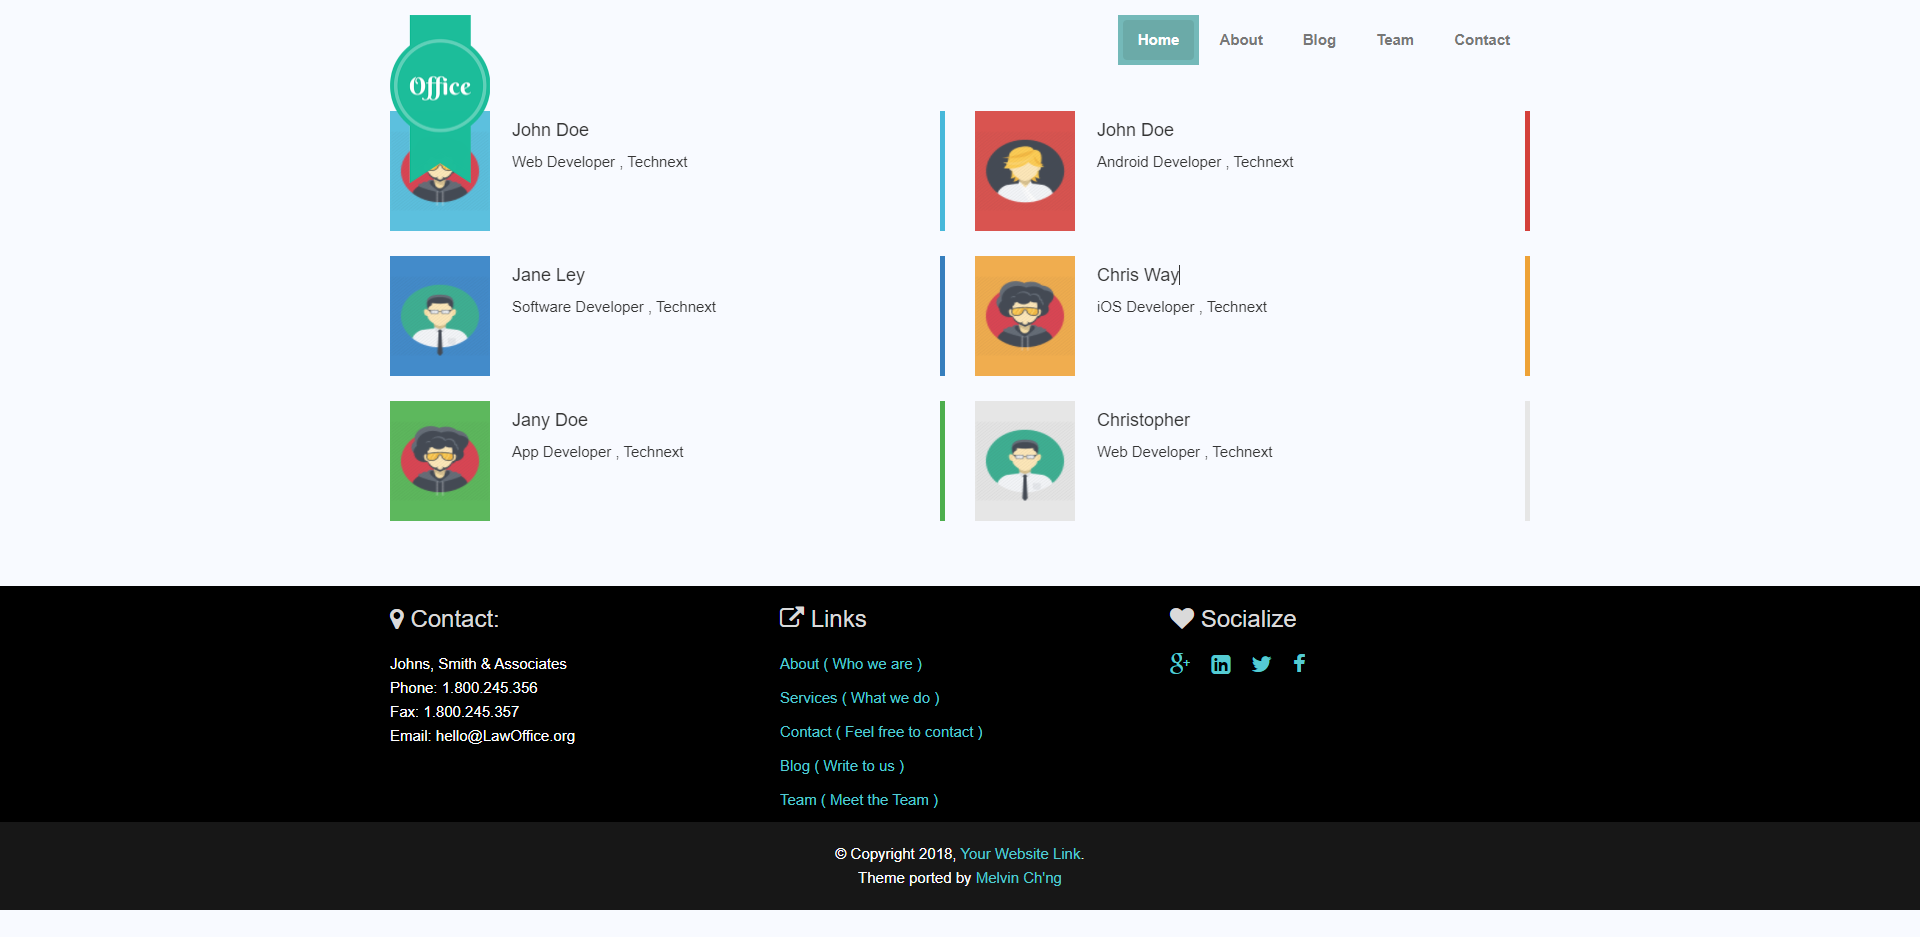 Office
Home About Blog Team Contact
John Doe
Web Developer , Technext
John Doe
Android Developer , Technext
Jane Ley
Software Developer , Technext
Chris Way
iOS Developer , Technext
Jany Doe
App Developer , Technext
Christopher
Web Developer , Technext
Contact:
Johns, Smith & Associates
Phone: 1.800.245.356
Fax: 1.800.245.357
Email: hello@LawOffice.org
Links
About ( Who we are )
Services ( What we do )
Contact ( Feel free to contact )
Blog ( Write to us )
Team ( Meet the Team )
Socialize
© Copyright 2018, Your Website Link.
Theme ported by Melvin Ch'ng